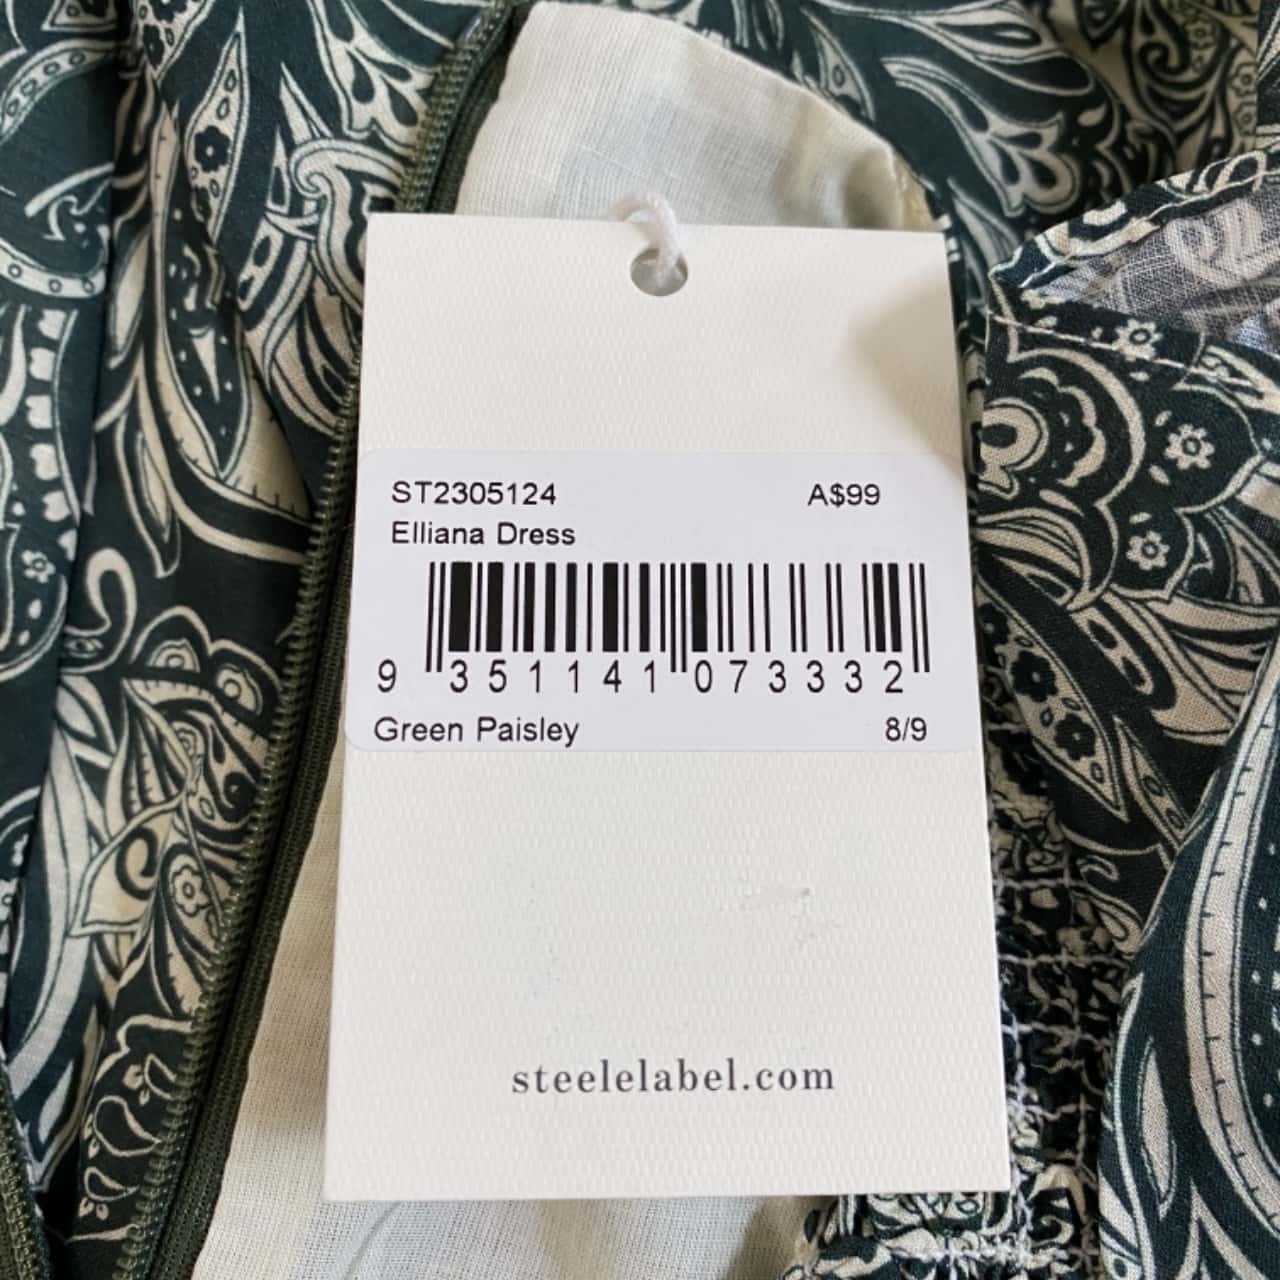 ST2305124 A$99
Elliana Dress
9 351141 073332
Green Paisley 8/9
steelelabel.com